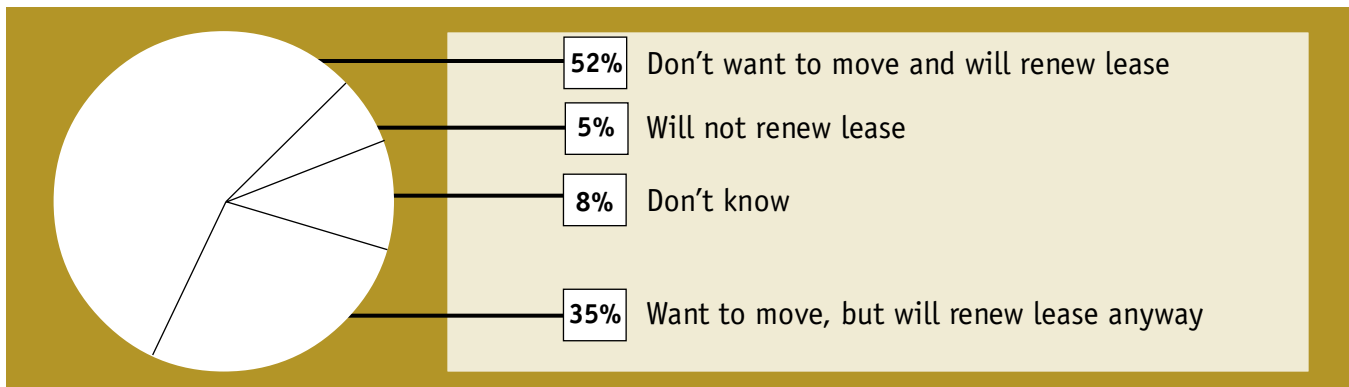 52% Don't want to move and will renew lease
5% Will not renew lease
8% Don't know
35% Want to move, but will renew lease anyway